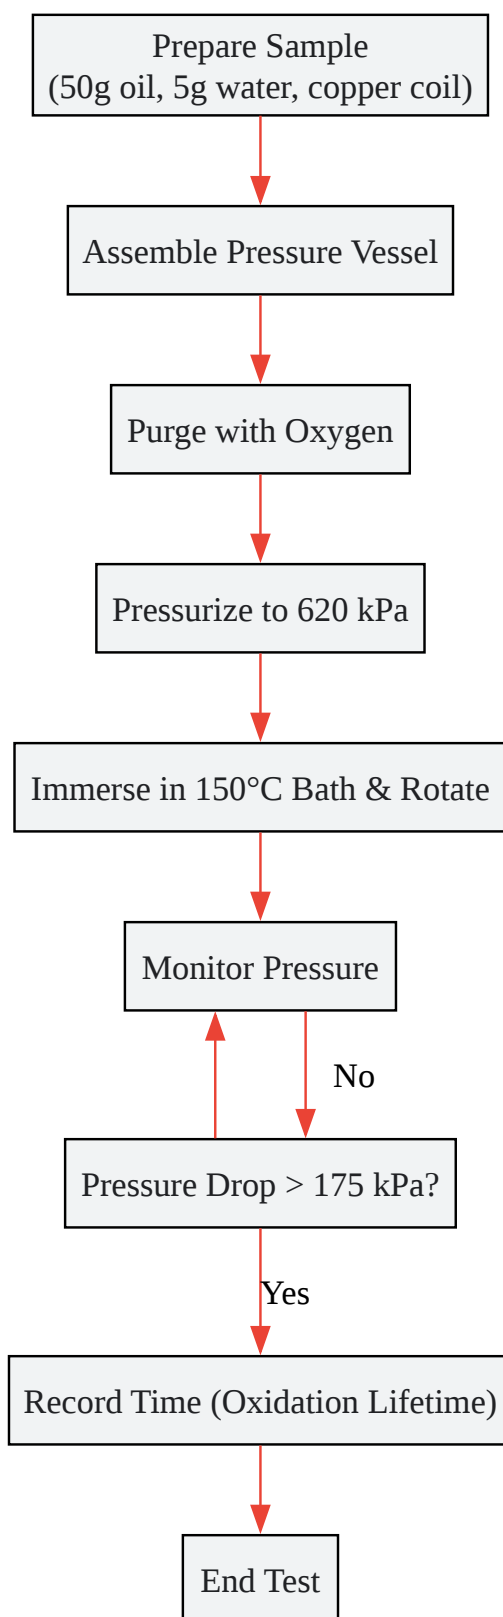 Prepare Sample
(50g oil, 5g water, copper coil)
Assemble Pressure Vessel
Purge with Oxygen
Pressurize to 620 kPa
Immerse in 150°C Bath & Rotate
Monitor Pressure
No
Pressure Drop > 175 kPa?
Yes
Record Time (Oxidation Lifetime)
End Test